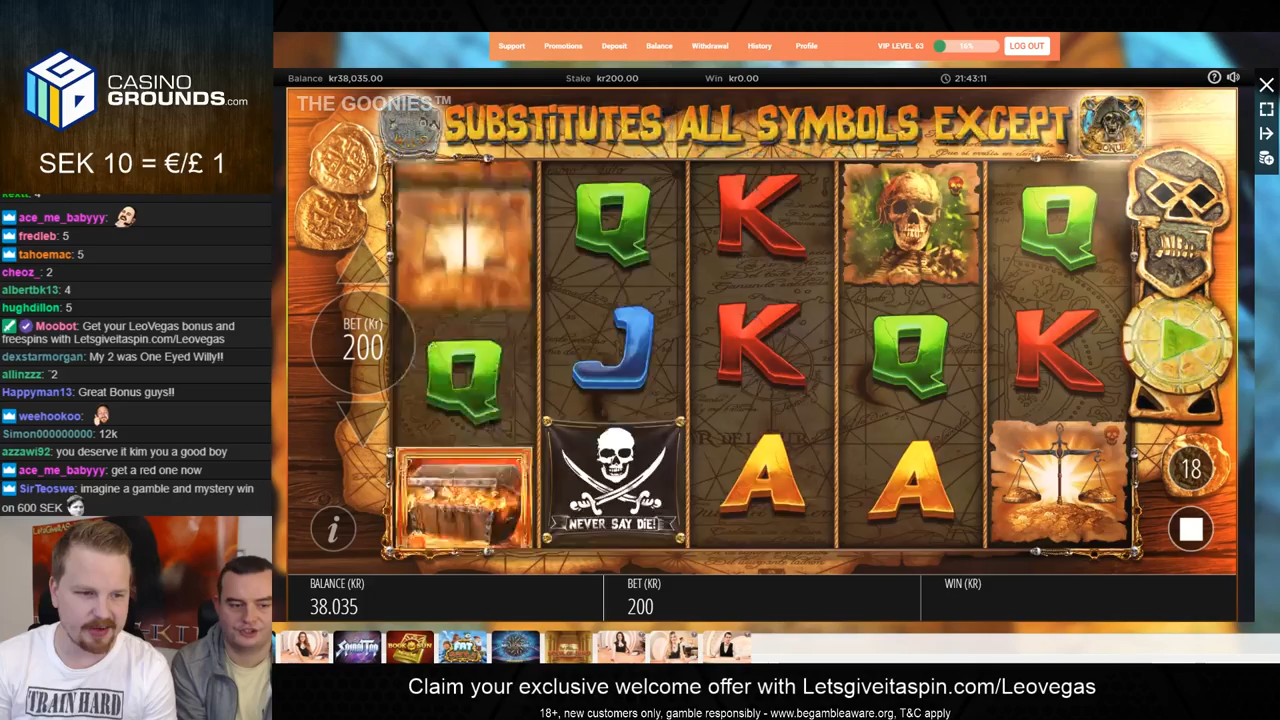 CASINO
GROUNDS.com
SEK 10 = €/£ 1
ace_me_babyyy:
fredleb: 5
tahoemac: 5
cheoz_: 2
albertbk13: 4
hughdillon: 5
Moobot: Get your LeoVegas bonus and
freespins with Letsgiveitaspin.com/Leovegas
dexstarmorgan: My 2 was One Eyed Willy!!
allinzzz: ¨2
Happyman13: Great Bonus guys!!
weehookoo:
Simon000000000: 12k
azzawi92: you deserve it kim you a good boy
ace_me_babyyy: get a red one now
SirTeoswe: imagine a gamble and mystery win
on 600 SEK
TRAIN HARD
Support Promotions Deposit Balance Withdrawal History Profile VIP LEVEL 63 16% LOG OUT
Balance kr38,035.00 Stake kr200.00 Win kr0.00 21:43:11
THE GOONIES™
SUBSTITUTES ALL SYMBOLS EXCEPT
BONUS
Q K Q
BET (Kr)
200
Q J K Q K
A A
NEVER SAY DIE!
18
i
BALANCE (KR) BET (KR) WIN (KR)
38.035 200
Claim your exclusive welcome offer with Letsgiveitaspin.com/Leovegas
18+, new customers only, gamble responsibly - www.begambleaware.org, T&C apply